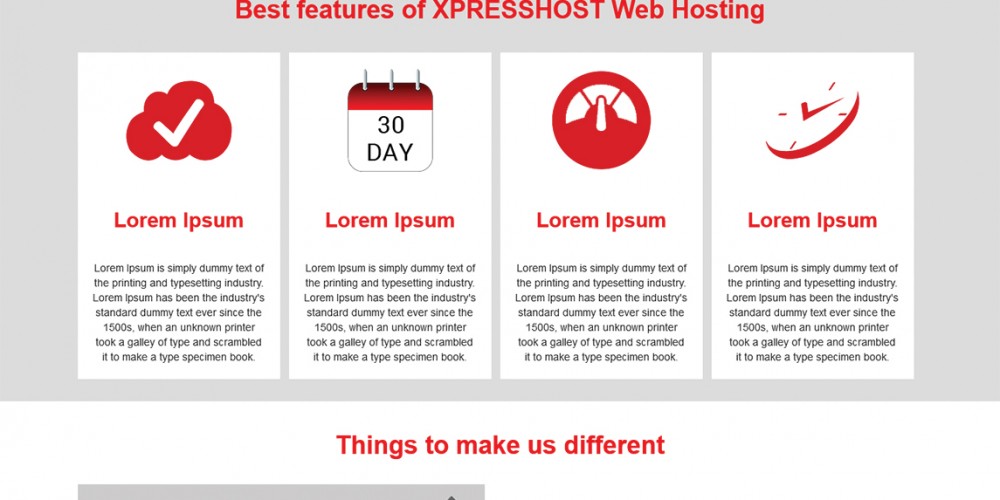 Best features of XPRESSHOST Web Hosting
30
DAY
Lorem Ipsum
Lorem Ipsum is simply dummy text of
the printing and typesetting industry.
Lorem Ipsum has been the industry's
standard dummy text ever since the
1500s, when an unknown printer
took a galley of type and scrambled
it to make a type specimen book.
Lorem Ipsum
Lorem Ipsum is simply dummy text of
the printing and typesetting industry.
Lorem Ipsum has been the industry's
standard dummy text ever since the
1500s, when an unknown printer
took a galley of type and scrambled
it to make a type specimen book.
Lorem Ipsum
Lorem Ipsum is simply dummy text of
the printing and typesetting industry.
Lorem Ipsum has been the industry's
standard dummy text ever since the
1500s, when an unknown printer
took a galley of type and scrambled
it to make a type specimen book.
Lorem Ipsum
Lorem Ipsum is simply dummy text of
the printing and typesetting industry.
Lorem Ipsum has been the industry's
standard dummy text ever since the
1500s, when an unknown printer
took a galley of type and scrambled
it to make a type specimen book.
Things to make us different